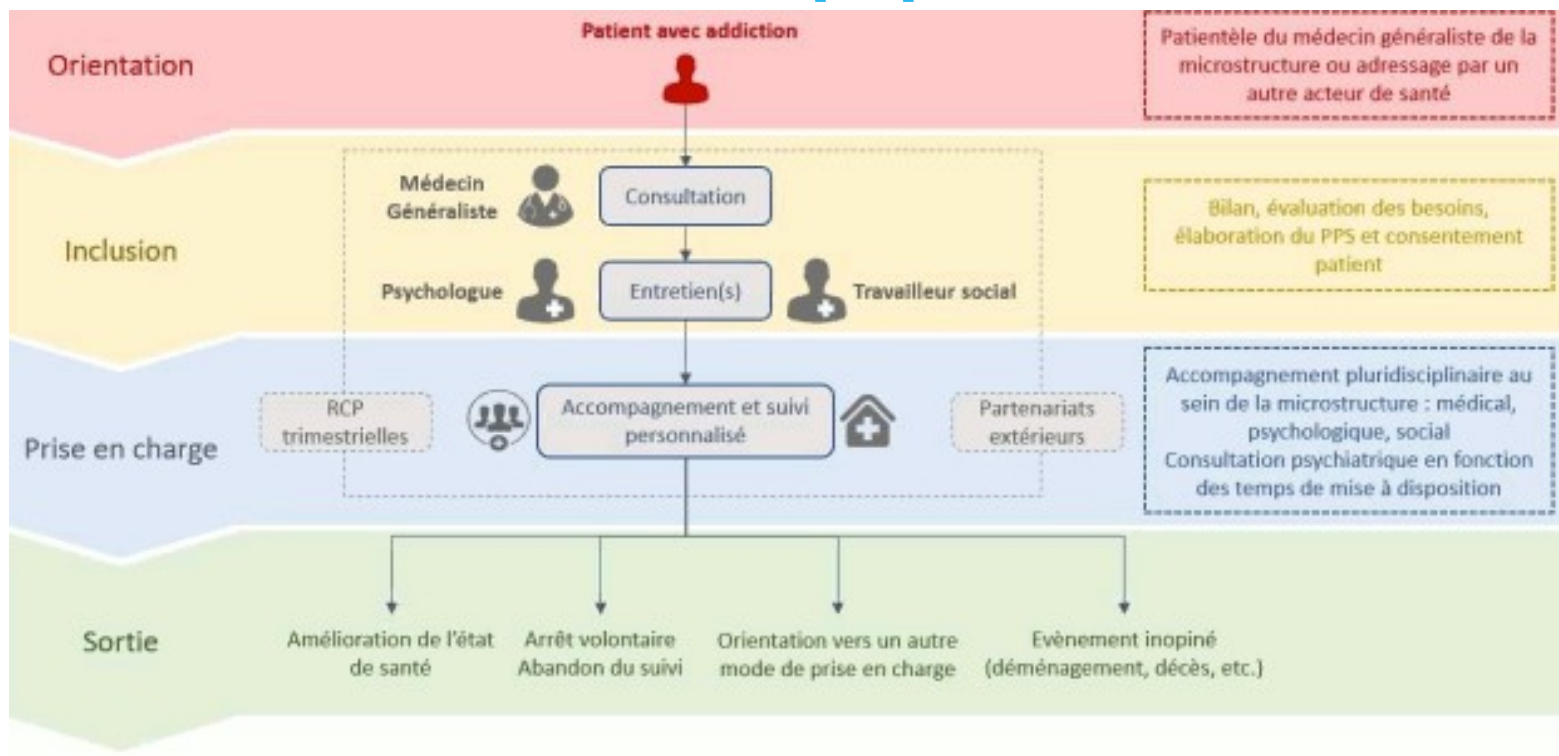 Orientation
Patient avec addiction
Patientèle du médecin généraliste de la
microstructure ou adressage par un
autre acteur de santé
Inclusion
Médecin
Généraliste
Consultation
Psychologue
Entretien(s)
Travailleur social
Bilan, évaluation des besoins,
élaboration du PPS et consentement
patient
Prise en charge
RCP
trimestrielles
Accompagnement et suivi
personnalisé
Partenariats
extérieurs
Accompagnement pluridisciplinaire au
sein de la microstructure : médical,
psychologique, social
Consultation psychiatrique en fonction
des temps de mise à disposition
Sortie
Amélioration de l'état
de santé
Arrêt volontaire
Abandon du suivi
Orientation vers un autre
mode de prise en charge
Evènement inopiné
(déménagement, décès, etc.)